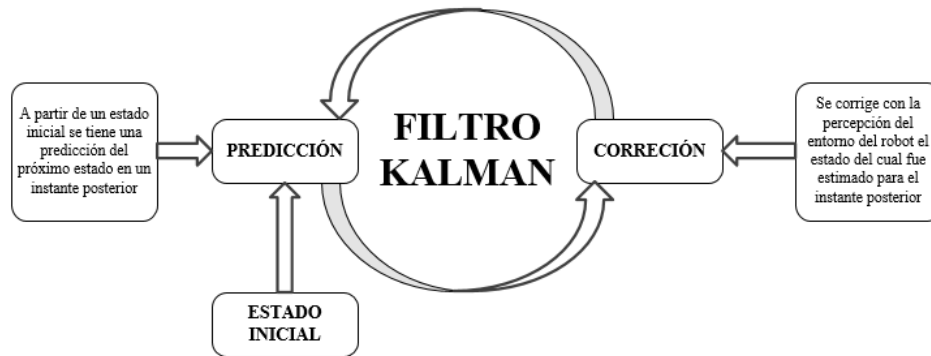 A partir de un estado
inicial se tiene una
predicción del
próximo estado en un
instante posterior
PREDICCIÓN
FILTRO
KALMAN
CORRECIÓN
Se corrige con la
percepción del
entorno del robot el
estado del cual fue
estimado para el
instante posterior
ESTADO
INICIAL